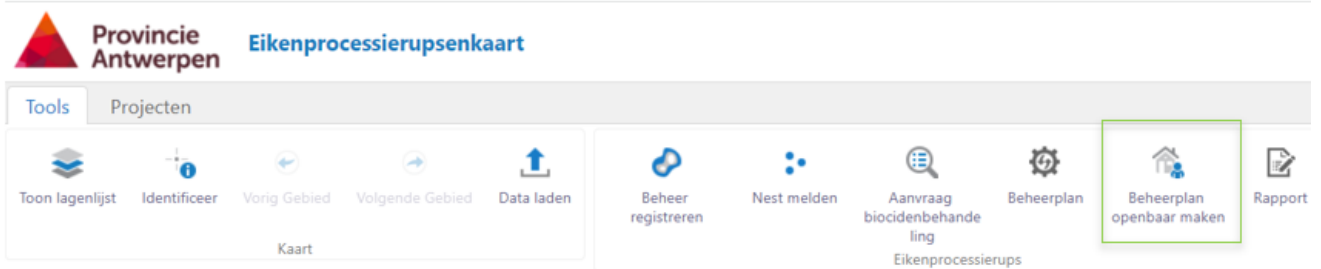 Provincie
Antwerpen
Eikenprocessierupsenkaart
Tools Projecten
Toon lagenlijst Identificeer Vorig Gebied Volgende Gebied Data laden
Kaart
Beheer
registreren
Nest melden
Aanvraag
biocidenbehande
ling
Beheerplan
Beheerplan
openbaar maken
Rapport
Eikenprocessierups